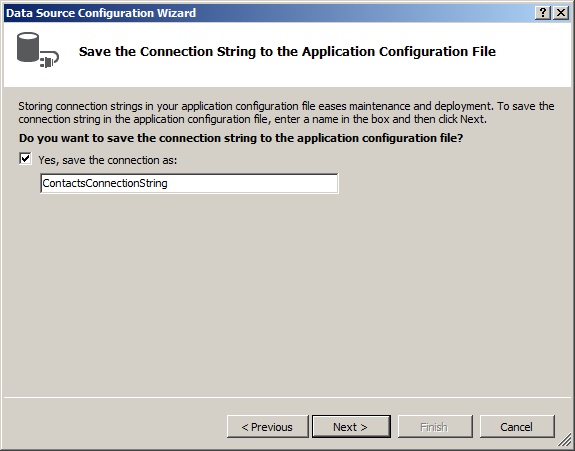 Data Source Configuration Wizard
Save the Connection String to the Application Configuration File
Storing connection strings in your application configuration file eases maintenance and deployment. To save the
connection string in the application configuration file, enter a name in the box and then click Next.
Do you want to save the connection string to the application configuration file?
Yes, save the connection as:
ContactsConnectionString
< Previous Next > Finish Cancel